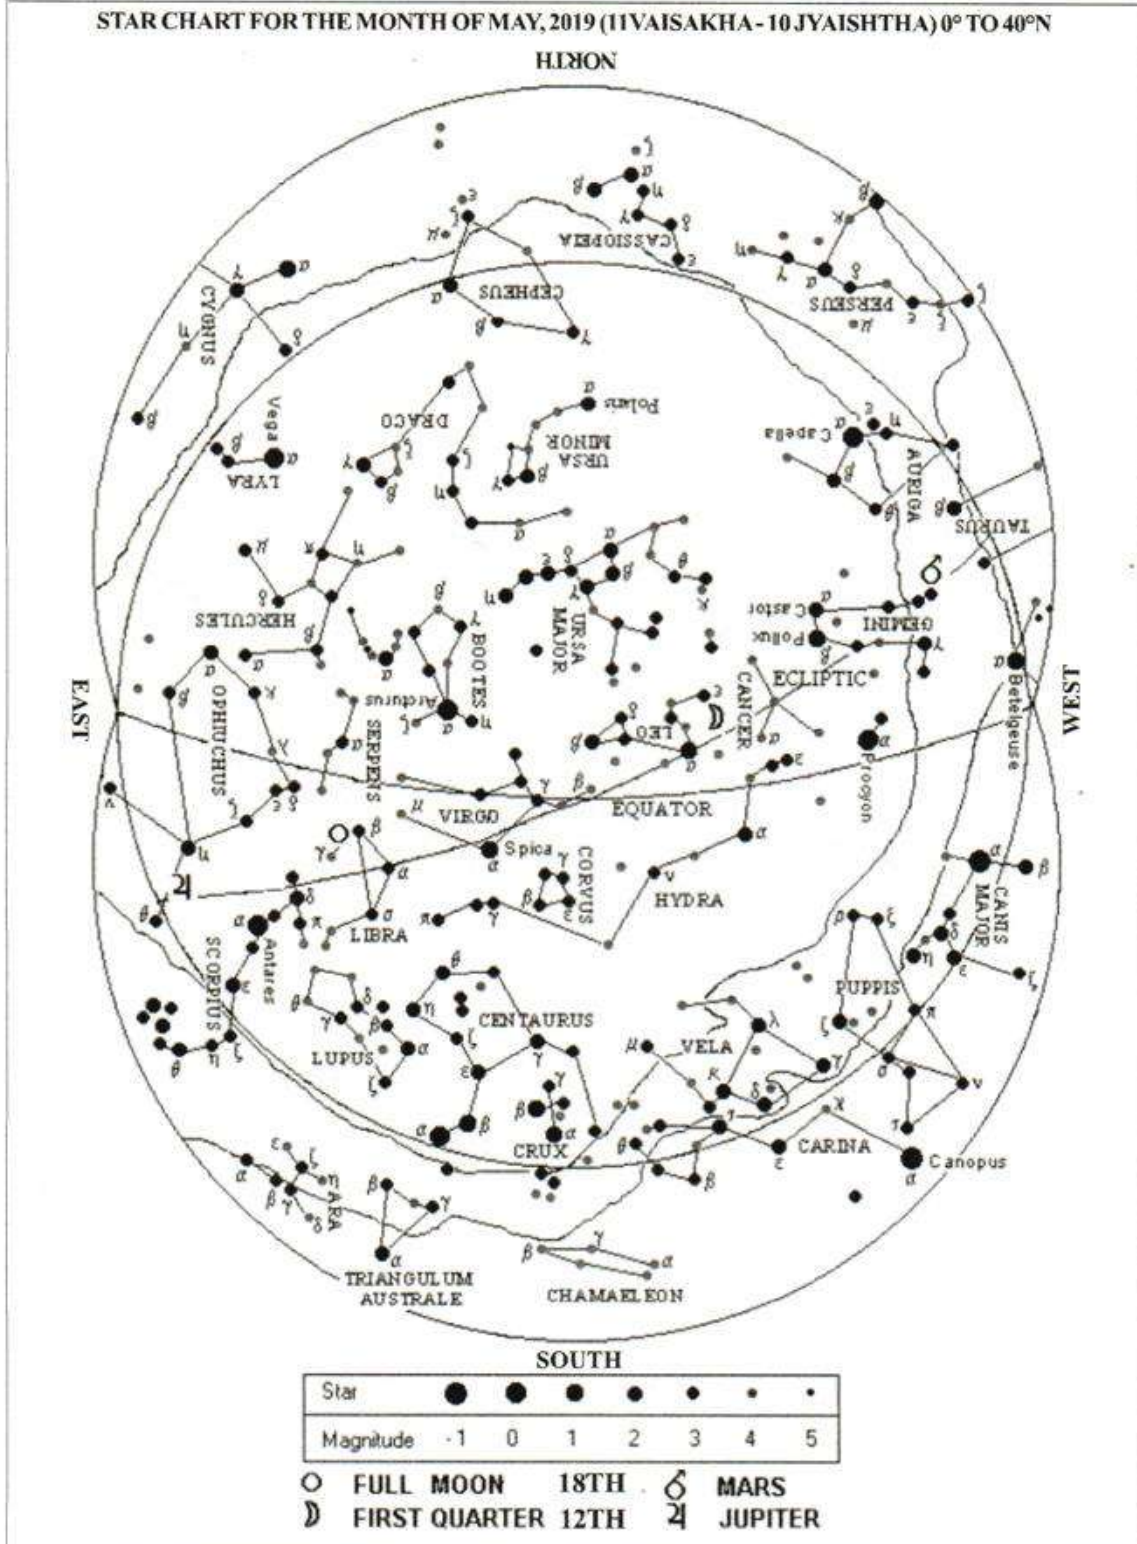 STAR CHART FOR THE MONTH OF MAY, 2019 (11VAISAKHA - 10 JYAISHTHA) 0° TO 40°N
NORTH
CASSIOPEIA
CEPHEUS
PERSEUS
CYGNUS
DRACO
Polaris
URSA
MINOR
Capella
AURIGA
TAURUS
Vega
LYRA
HERCULES
BOOTES
Arcturus
URSA
MAJOR
Castor
Pollux
GEMINI
ECLIPTIC
CANCER
LEO
EAST
WEST
Betelgeuse
Procyon
OPHIUCHUS
SERPENS
VIRGO
EQUATOR
Spica
CORVUS
HYDRA
LIBRA
CANIS
MAJOR
Antares
SCORPIUS
PUPPIS
CENTAURUS
LUPUS
VELA
CRUX
CARINA
Canopus
ARA
TRIANGULUM
AUSTRALE
CHAMAELEON
SOUTH
Star
Magnitude -1 0 1 2 3 4 5
FULL MOON 18TH ♂ MARS
FIRST QUARTER 12TH ♃ JUPITER